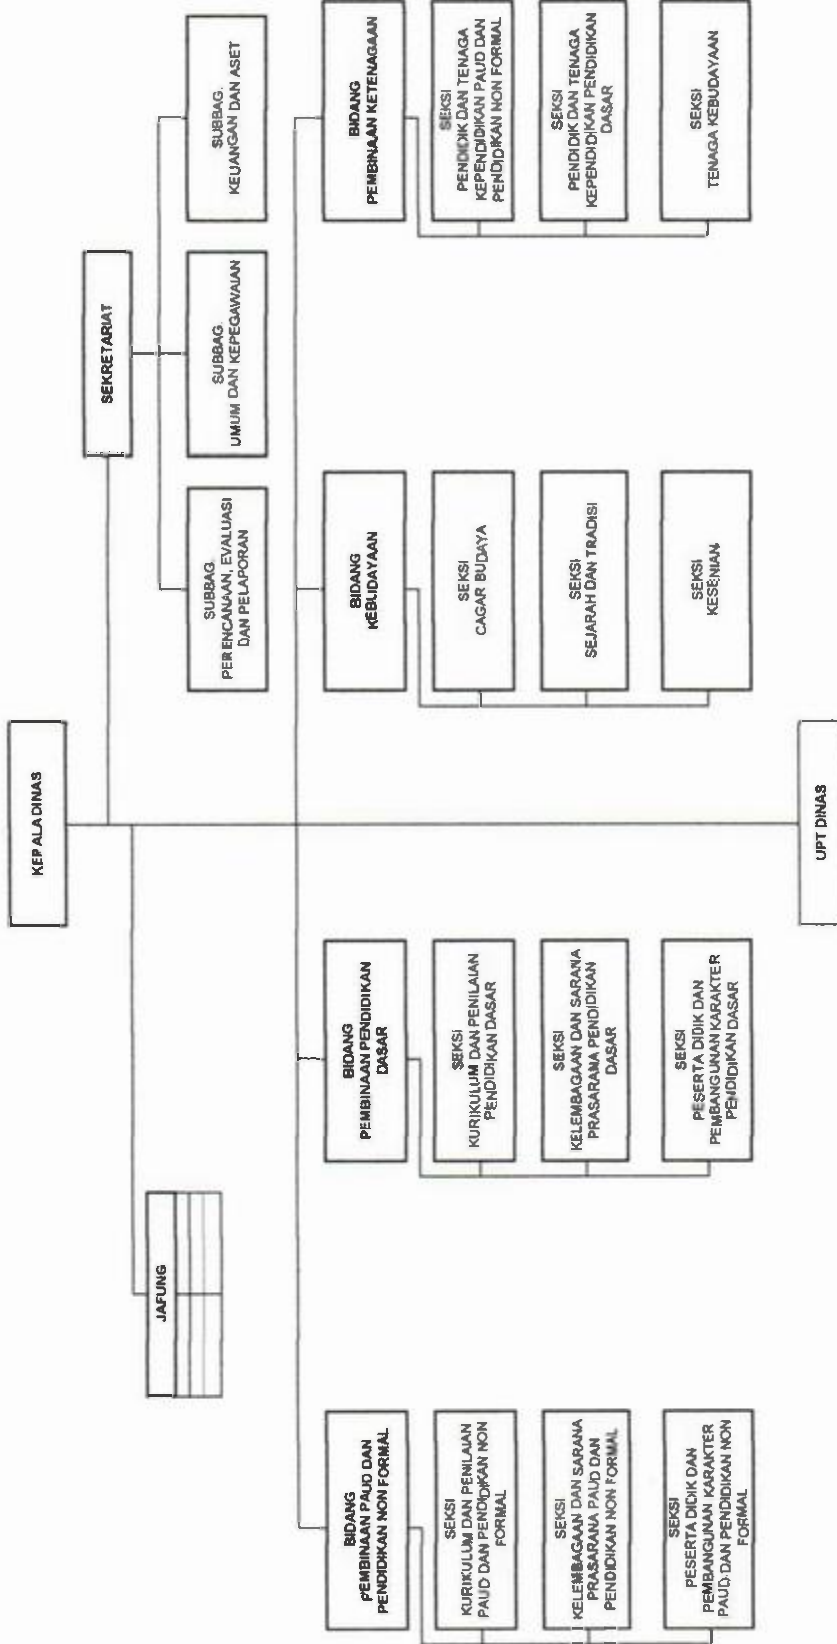 KEPALA DINAS
SEKRETARIAT
JAFUNG
SUBBAG.
PERENCANAAN, EVALUASI
DAN PELAPORAN
SUBBAG.
UMUM DAN KEPEGAWAIAN
SUBBAG.
KEUANGAN DAN ASET
BIDANG
PEMBINAAN PAUD DAN
PENDIDIKAN NON FORMAL
SEKSI
KURIKULUM DAN PENILAIAN
PAUD DAN PENDIDIKAN NON
FORMAL
SEKSI
KELEMBAGAAN DAN SARANA
PRASARANA PAUD DAN
PENDIDIKAN NON FORMAL
SEKSI
PESERTA DIDIK DAN
PEMBANGUNAN KARAKTER
PAUD DAN PENDIDIKAN NON
FORMAL
BIDANG
PEMBINAAN PENDIDIKAN
DASAR
SEKSI
KURIKULUM DAN PENILAIAN
PENDIDIKAN DASAR
SEKSI
KELEMBAGAAN DAN SARANA
PRASARAMA PENDIDIKAN
DASAR
SEKSI
PESERTA DIDIK DAN
PEMBANGUNAN KARAKTER
PENDIDIKAN DASAR
BIDANG
KEBUDAYAAN
SEKSI
CAGAR BUDAYA
SEKSI
SEJARAH DAN TRADISI
SEKSI
KESENIAN
BIDANG
PEMBINAAN KETENAGAAN
SEKSI
PENDIDIK DAN TENAGA
KEPENDIDIKAN PAUD DAN
PENDIDIKAN NON FORMAL
SEKSI
PENDIDIK DAN TENAGA
KEPENDIDIKAN PENDIDIKAN
DASAR
SEKSI
TENAGA KEBUDAYAAN
UPT DINAS